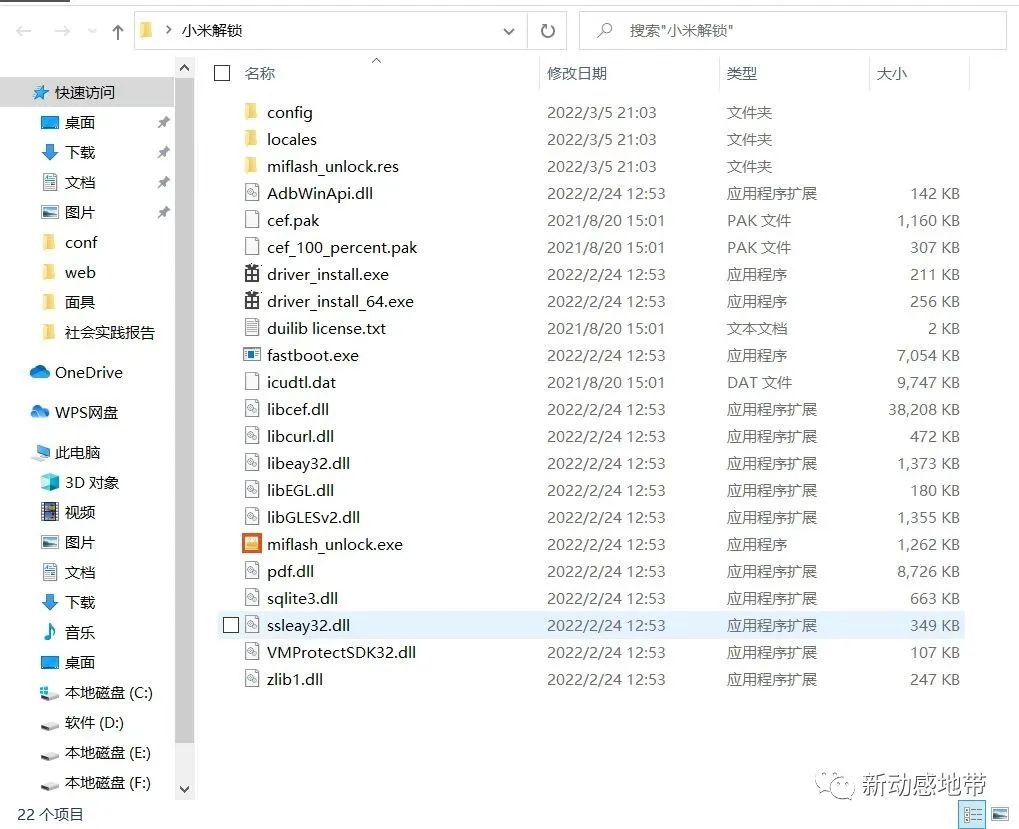 小米解锁
搜索"小米解锁"
名称 修改日期 类型 大小
快速访问
桌面
下载
文档
图片
conf
web
面具
社会实践报告
OneDrive
WPS网盘
此电脑
3D 对象
视频
图片
文档
下载
音乐
桌面
本地磁盘 (C:)
软件 (D:)
本地磁盘 (E:)
本地磁盘 (F:)
config 2022/3/5 21:03 文件夹
locales 2022/3/5 21:03 文件夹
miflash_unlock.res 2022/3/5 21:03 文件夹
AdbWinApi.dll 2022/2/24 12:53 应用程序扩展 142 KB
cef.pak 2021/8/20 15:01 PAK 文件 1,160 KB
cef_100_percent.pak 2021/8/20 15:01 PAK 文件 307 KB
driver_install.exe 2022/2/24 12:53 应用程序 211 KB
driver_install_64.exe 2022/2/24 12:53 应用程序 256 KB
duilib license.txt 2021/8/20 15:01 文本文档 2 KB
fastboot.exe 2022/2/24 12:53 应用程序 7,054 KB
icudtl.dat 2021/8/20 15:01 DAT 文件 9,747 KB
libcef.dll 2022/2/24 12:53 应用程序扩展 38,208 KB
libcurl.dll 2022/2/24 12:53 应用程序扩展 472 KB
libeay32.dll 2022/2/24 12:53 应用程序扩展 1,373 KB
libEGL.dll 2022/2/24 12:53 应用程序扩展 180 KB
libGLESv2.dll 2022/2/24 12:53 应用程序扩展 1,355 KB
miflash_unlock.exe 2022/2/24 12:53 应用程序 1,262 KB
pdf.dll 2022/2/24 12:53 应用程序扩展 8,726 KB
sqlite3.dll 2022/2/24 12:53 应用程序扩展 663 KB
ssleay32.dll 2022/2/24 12:53 应用程序扩展 349 KB
VMProtectSDK32.dll 2022/2/24 12:53 应用程序扩展 107 KB
zlib1.dll 2022/2/24 12:53 应用程序扩展 247 KB
新动感地带
22 个项目